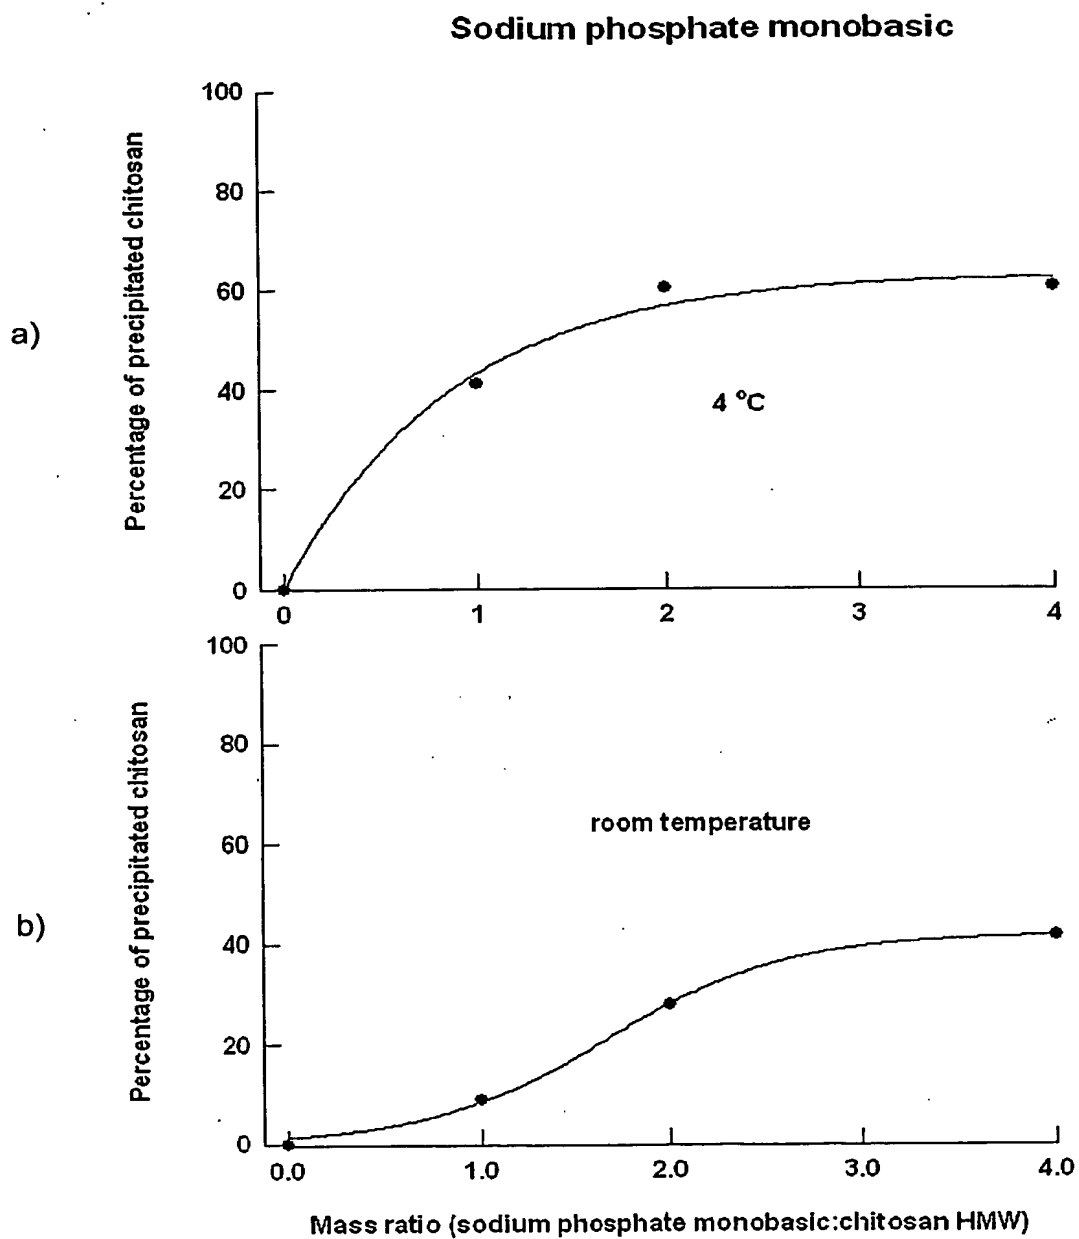 Sodium phosphate monobasic
a)
Percentage of precipitated chitosan
100
80
60
40
20
0
4 °C
0
1
2
3
4
b)
Percentage of precipitated chitosan
100
80
60
40
20
0
room temperature
0.0
1.0
2.0
3.0
4.0
Mass ratio (sodium phosphate monobasic:chitosan HMW)